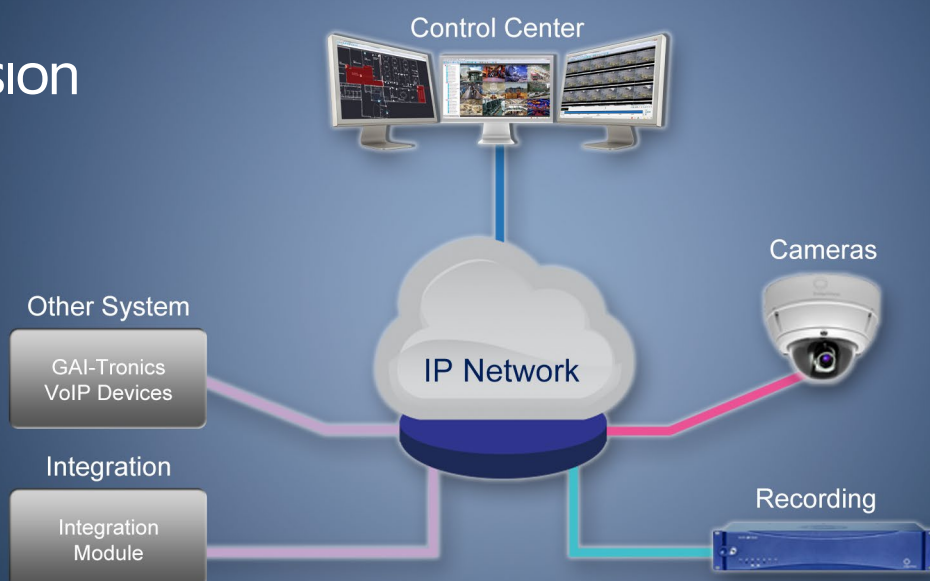 Control Center
sion
Cameras
Other System
GAI-Tronics
VoIP Devices
IP Network
Integration
Integration
Module
Recording